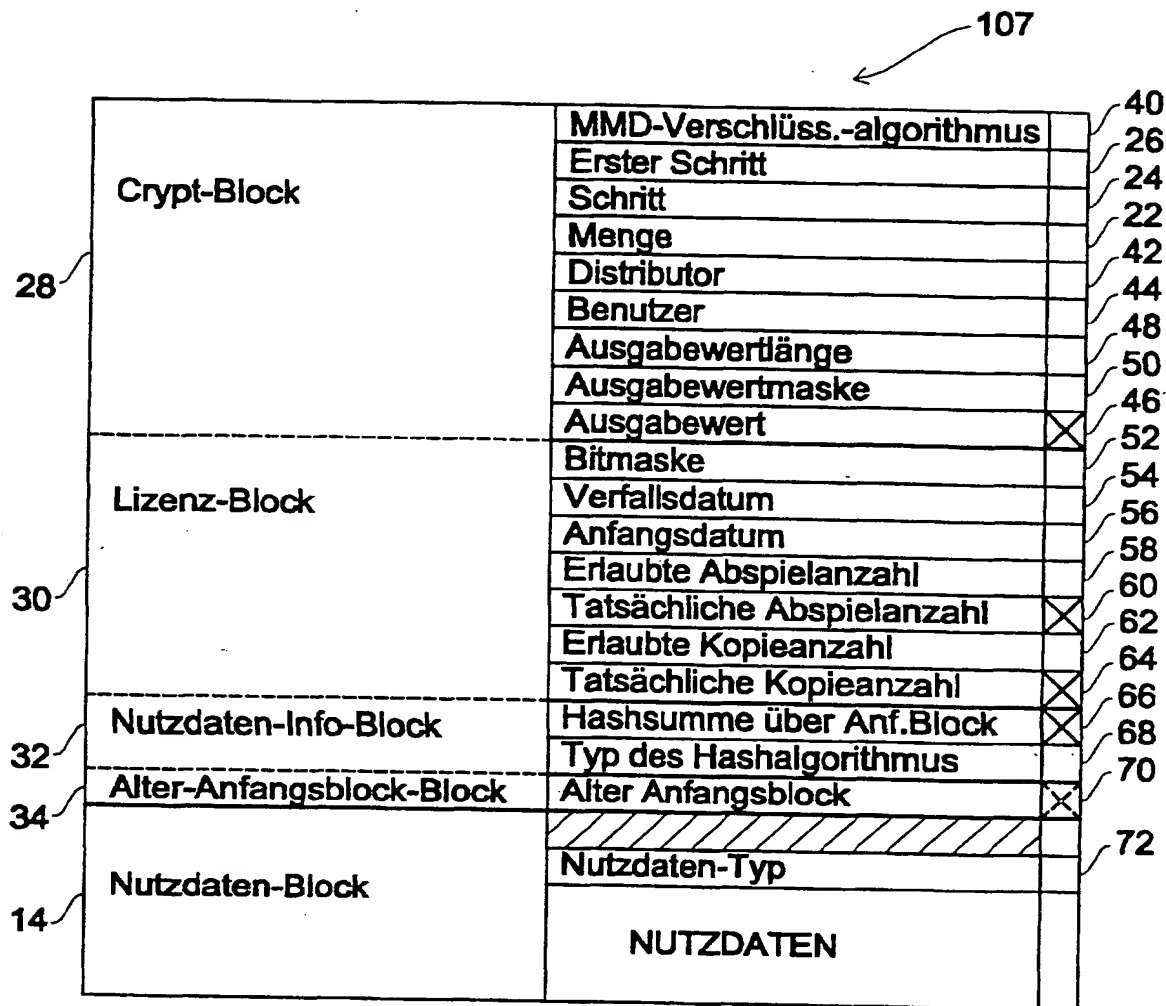 107
MMD-Verschlüss.-algorithmus 40
Erster Schritt 26
Crypt-Block Schritt 24
Menge 22
28 Distributor 42
Benutzer 44
Ausgabewertlänge 48
Ausgabewertmaske 50
Ausgabewert 46
Bitmaske 52
Lizenz-Block Verfallsdatum 54
Anfangsdatum 56
Erlaubte Abspielanzahl 58
30 Tatsächliche Abspielanzahl 60
Erlaubte Kopieanzahl 62
Tatsächliche Kopieanzahl 64
Nutzdaten-Info-Block Hashsumme über Anf.Block 66
32 Typ des Hashalgorithmus 68
Alter-Anfangsblock-Block Alter Anfangsblock 70
34
Nutzdaten-Typ 72
Nutzdaten-Block
14 NUTZDATEN